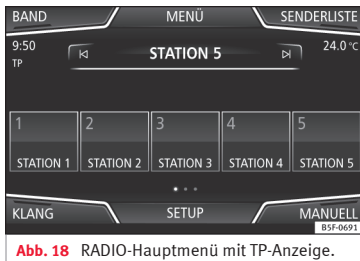 BAND MENÜ SENDERLISTE
9:50 STATION 5 24.0 °C
TP
1 2 3 4 5
STATION 1 STATION 2 STATION 3 STATION 4 STATION 5
KLANG SETUP MANUELL
B5F-0691
Abb. 18 RADIO-Hauptmenü mit TP-Anzeige.